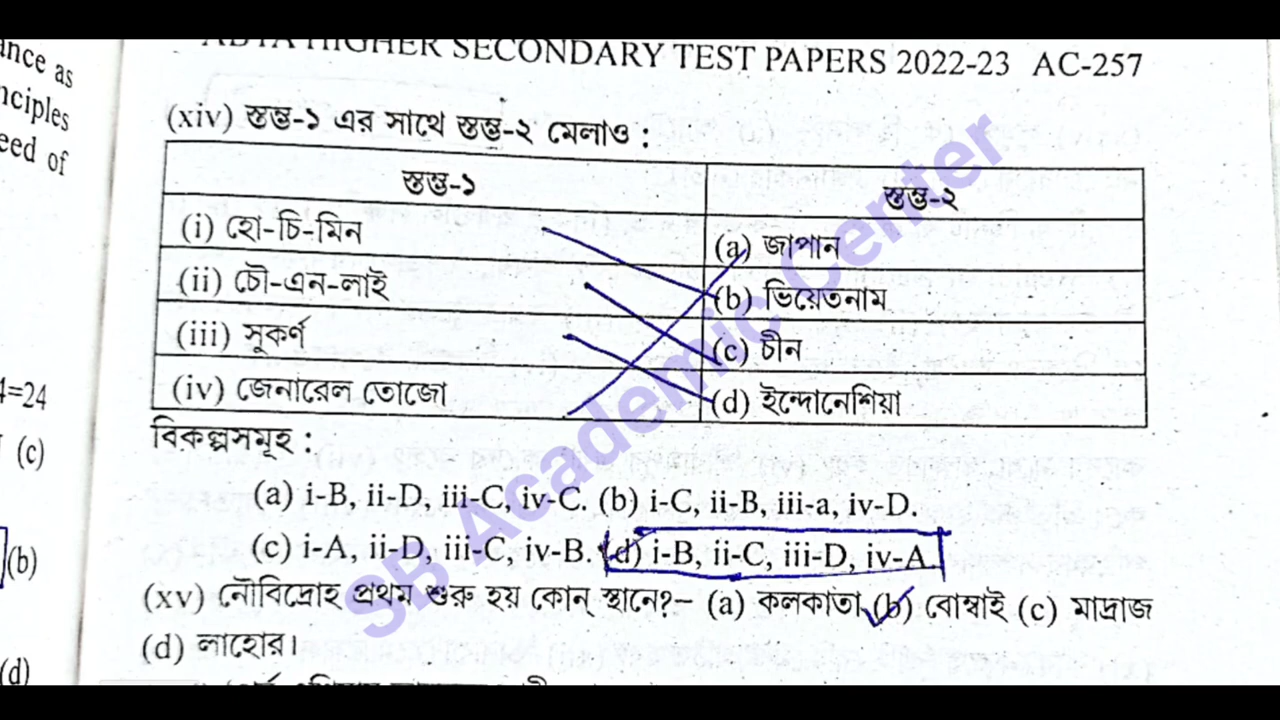 ance as
nciples
eed of
4=24
(c)
(b)
(d)
HIGHER SECONDARY TEST PAPERS 2022-23 AC-257
(xiv) স্তম্ভ-১ এর সাথে স্তম্ভ-২ মেলাও :
স্তম্ভ-১ স্তম্ভ-২
(i) হো-চি-মিন (a) জাপান
(ii) চৌ-এন-লাই (b) ভিয়েতনাম
(iii) সুকর্ণ (c) চীন
(iv) জেনারেল তোজো (d) ইন্দোনেশিয়া
বিকল্পসমূহ :
(a) i-B, ii-D, iii-C, iv-C. (b) i-C, ii-B, iii-a, iv-D.
(c) i-A, ii-D, iii-C, iv-B. (d) i-B, ii-C, iii-D, iv-A.
(xv) নৌবিদ্রোহ প্রথম শুরু হয় কোন্ স্থানে?– (a) কলকাতা (b) বোম্বাই (c) মাদ্রাজ
(d) লাহোর।
SB Academic Center